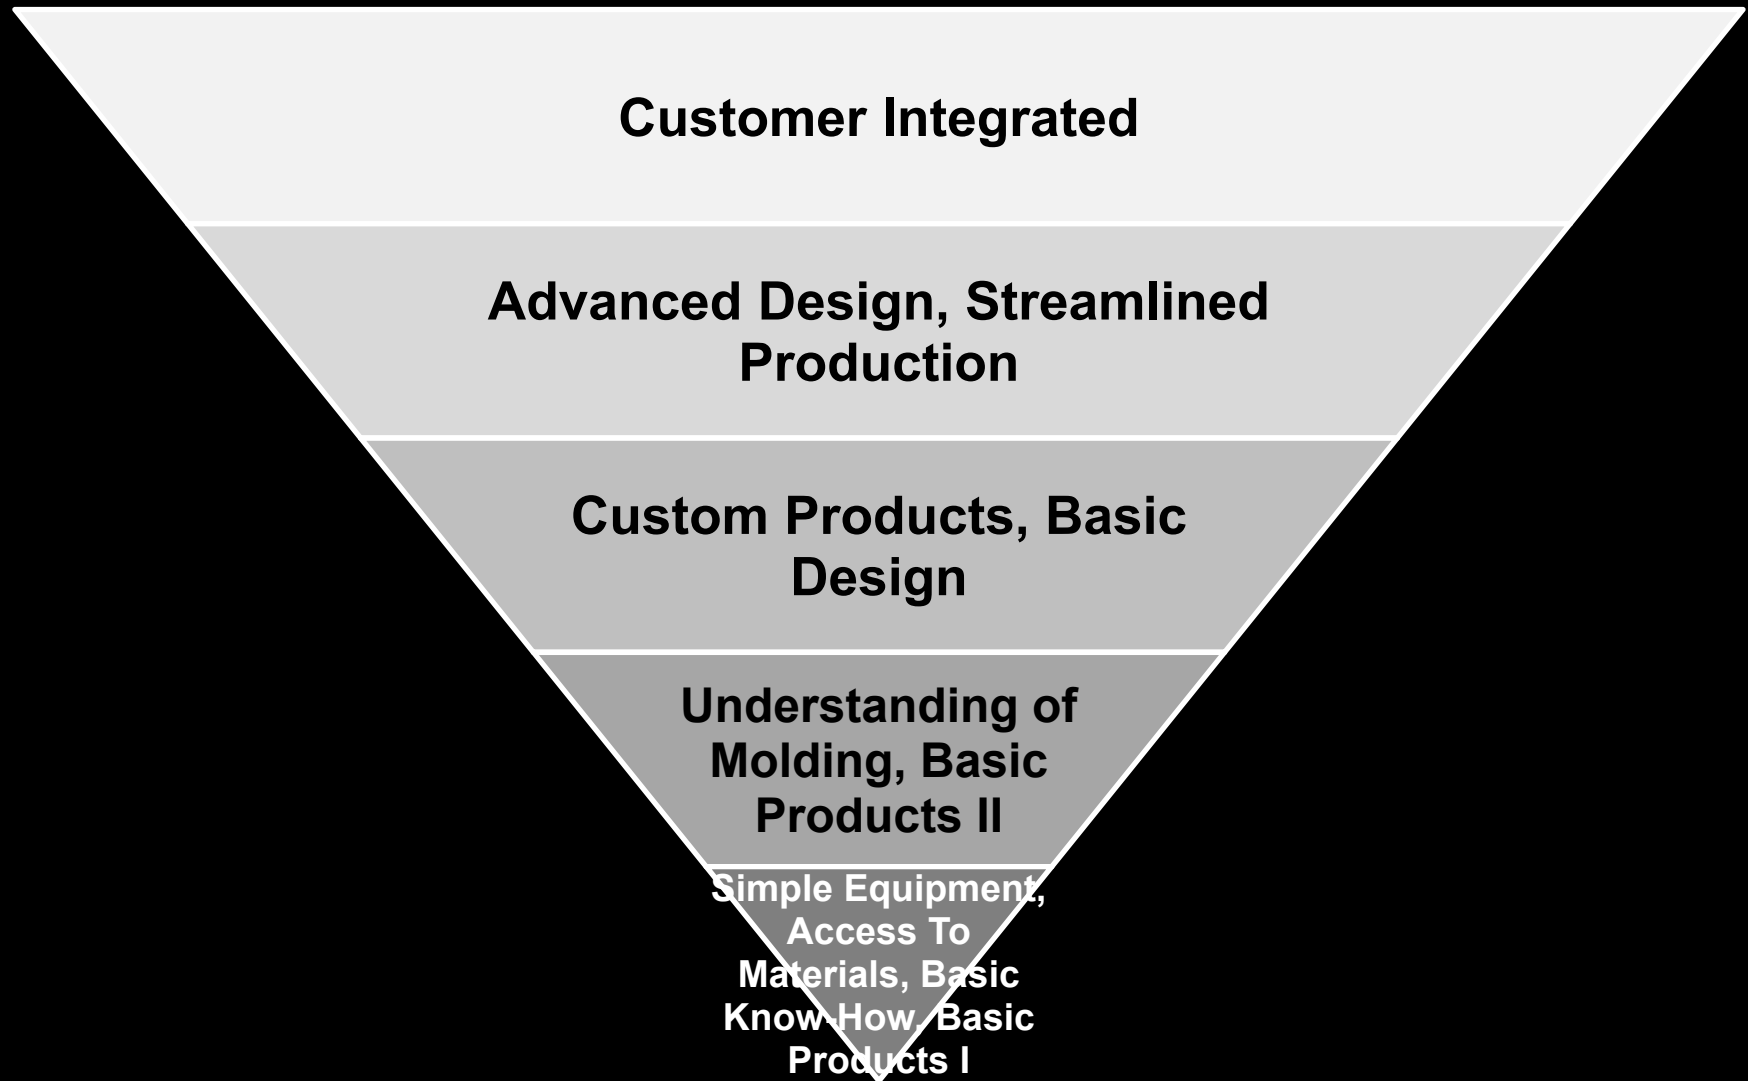 Customer Integrated
Advanced Design, Streamlined
Production
Custom Products, Basic
Design
Understanding of
Molding, Basic
Products II
Simple Equipment,
Access To
Materials, Basic
Know-How, Basic
Products I